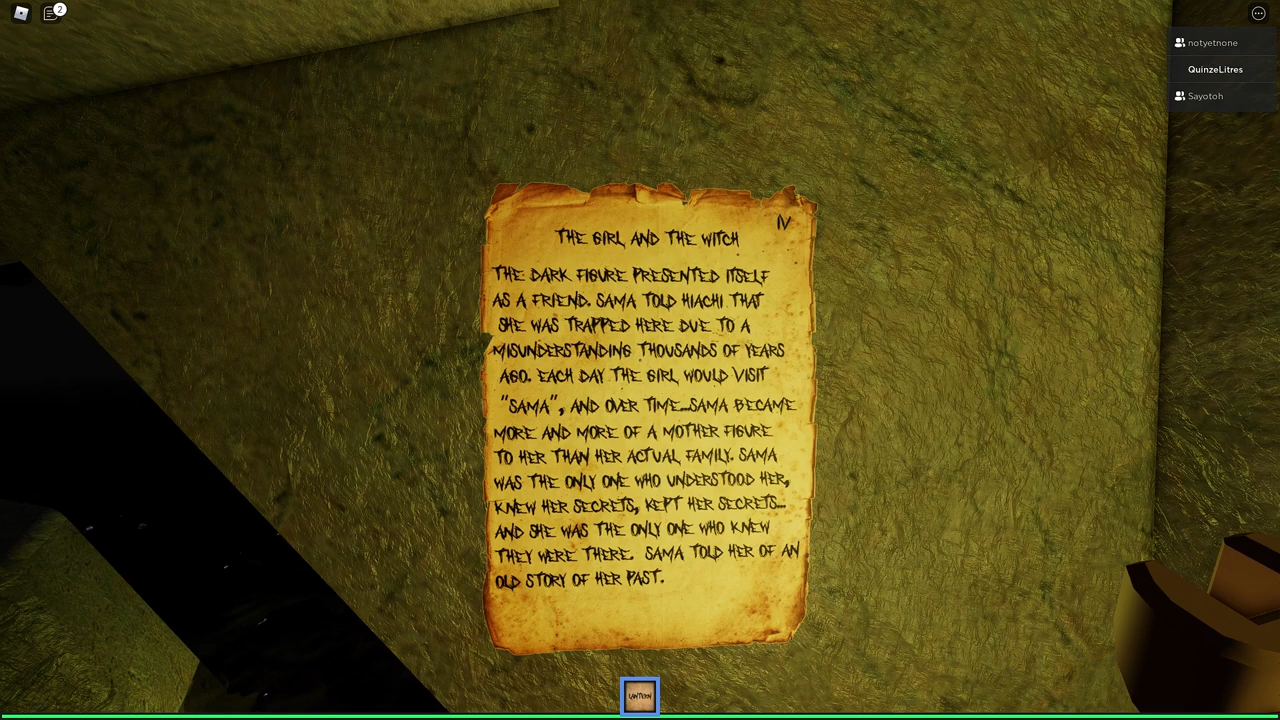 2
notyetnone
QuinzeLitres
Sayotoh
IV
THE GIRL AND THE WITCH
THE DARK FIGURE PRESENTED ITSELF
AS A FRIEND. SAMA TOLD HIACHI THAT
SHE WAS TRAPPED HERE DUE TO A
MISUNDERSTANDING THOUSANDS OF YEARS
AGO. EACH DAY THE GIRL WOULD VISIT
"SAMA", AND OVER TIME...SAMA BECAME
MORE AND MORE OF A MOTHER FIGURE
TO HER THAN HER ACTUAL FAMILY. SAMA
WAS THE ONLY ONE WHO UNDERSTOOD HER,
KNEW HER SECRETS, KEPT HER SECRETS...
AND SHE WAS THE ONLY ONE WHO KNEW
THEY WERE THERE. SAMA TOLD HER OF AN
OLD STORY OF HER PAST.
LANTERN